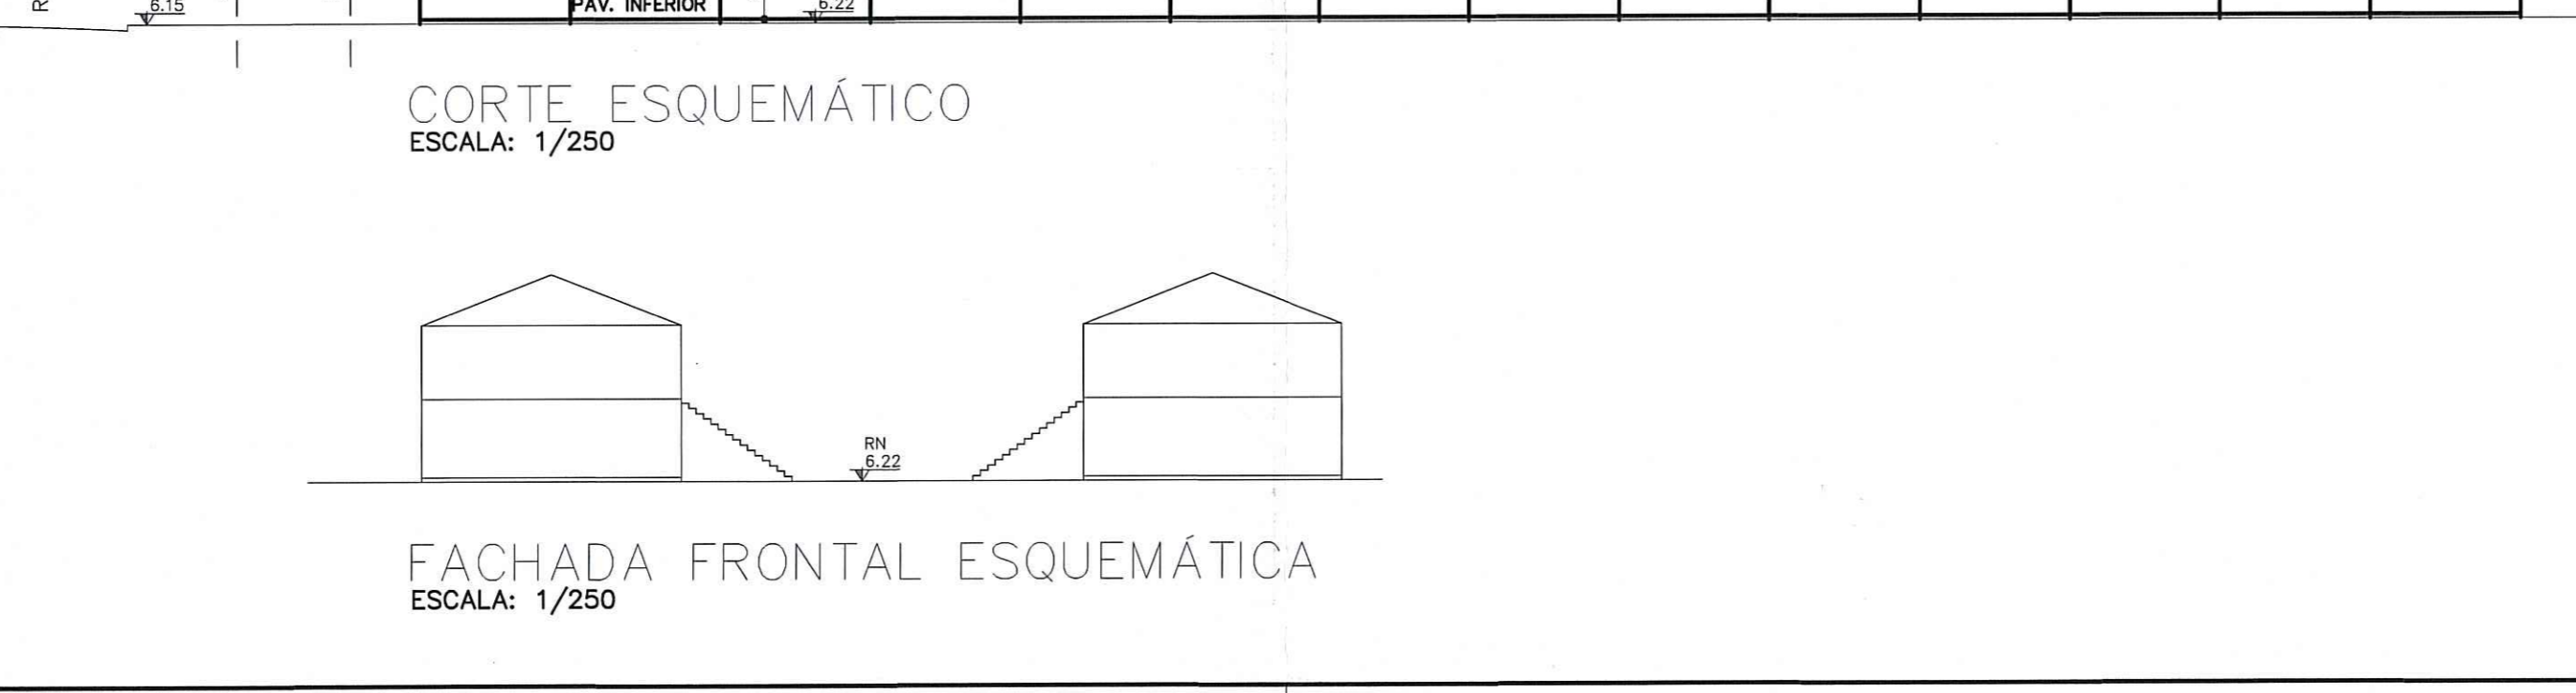 R
6.15
PAV. INFERIOR
6.22
CORTE ESQUEMÁTICO
ESCALA: 1/250
RN
6.22
FACHADA FRONTAL ESQUEMÁTICA
ESCALA: 1/250